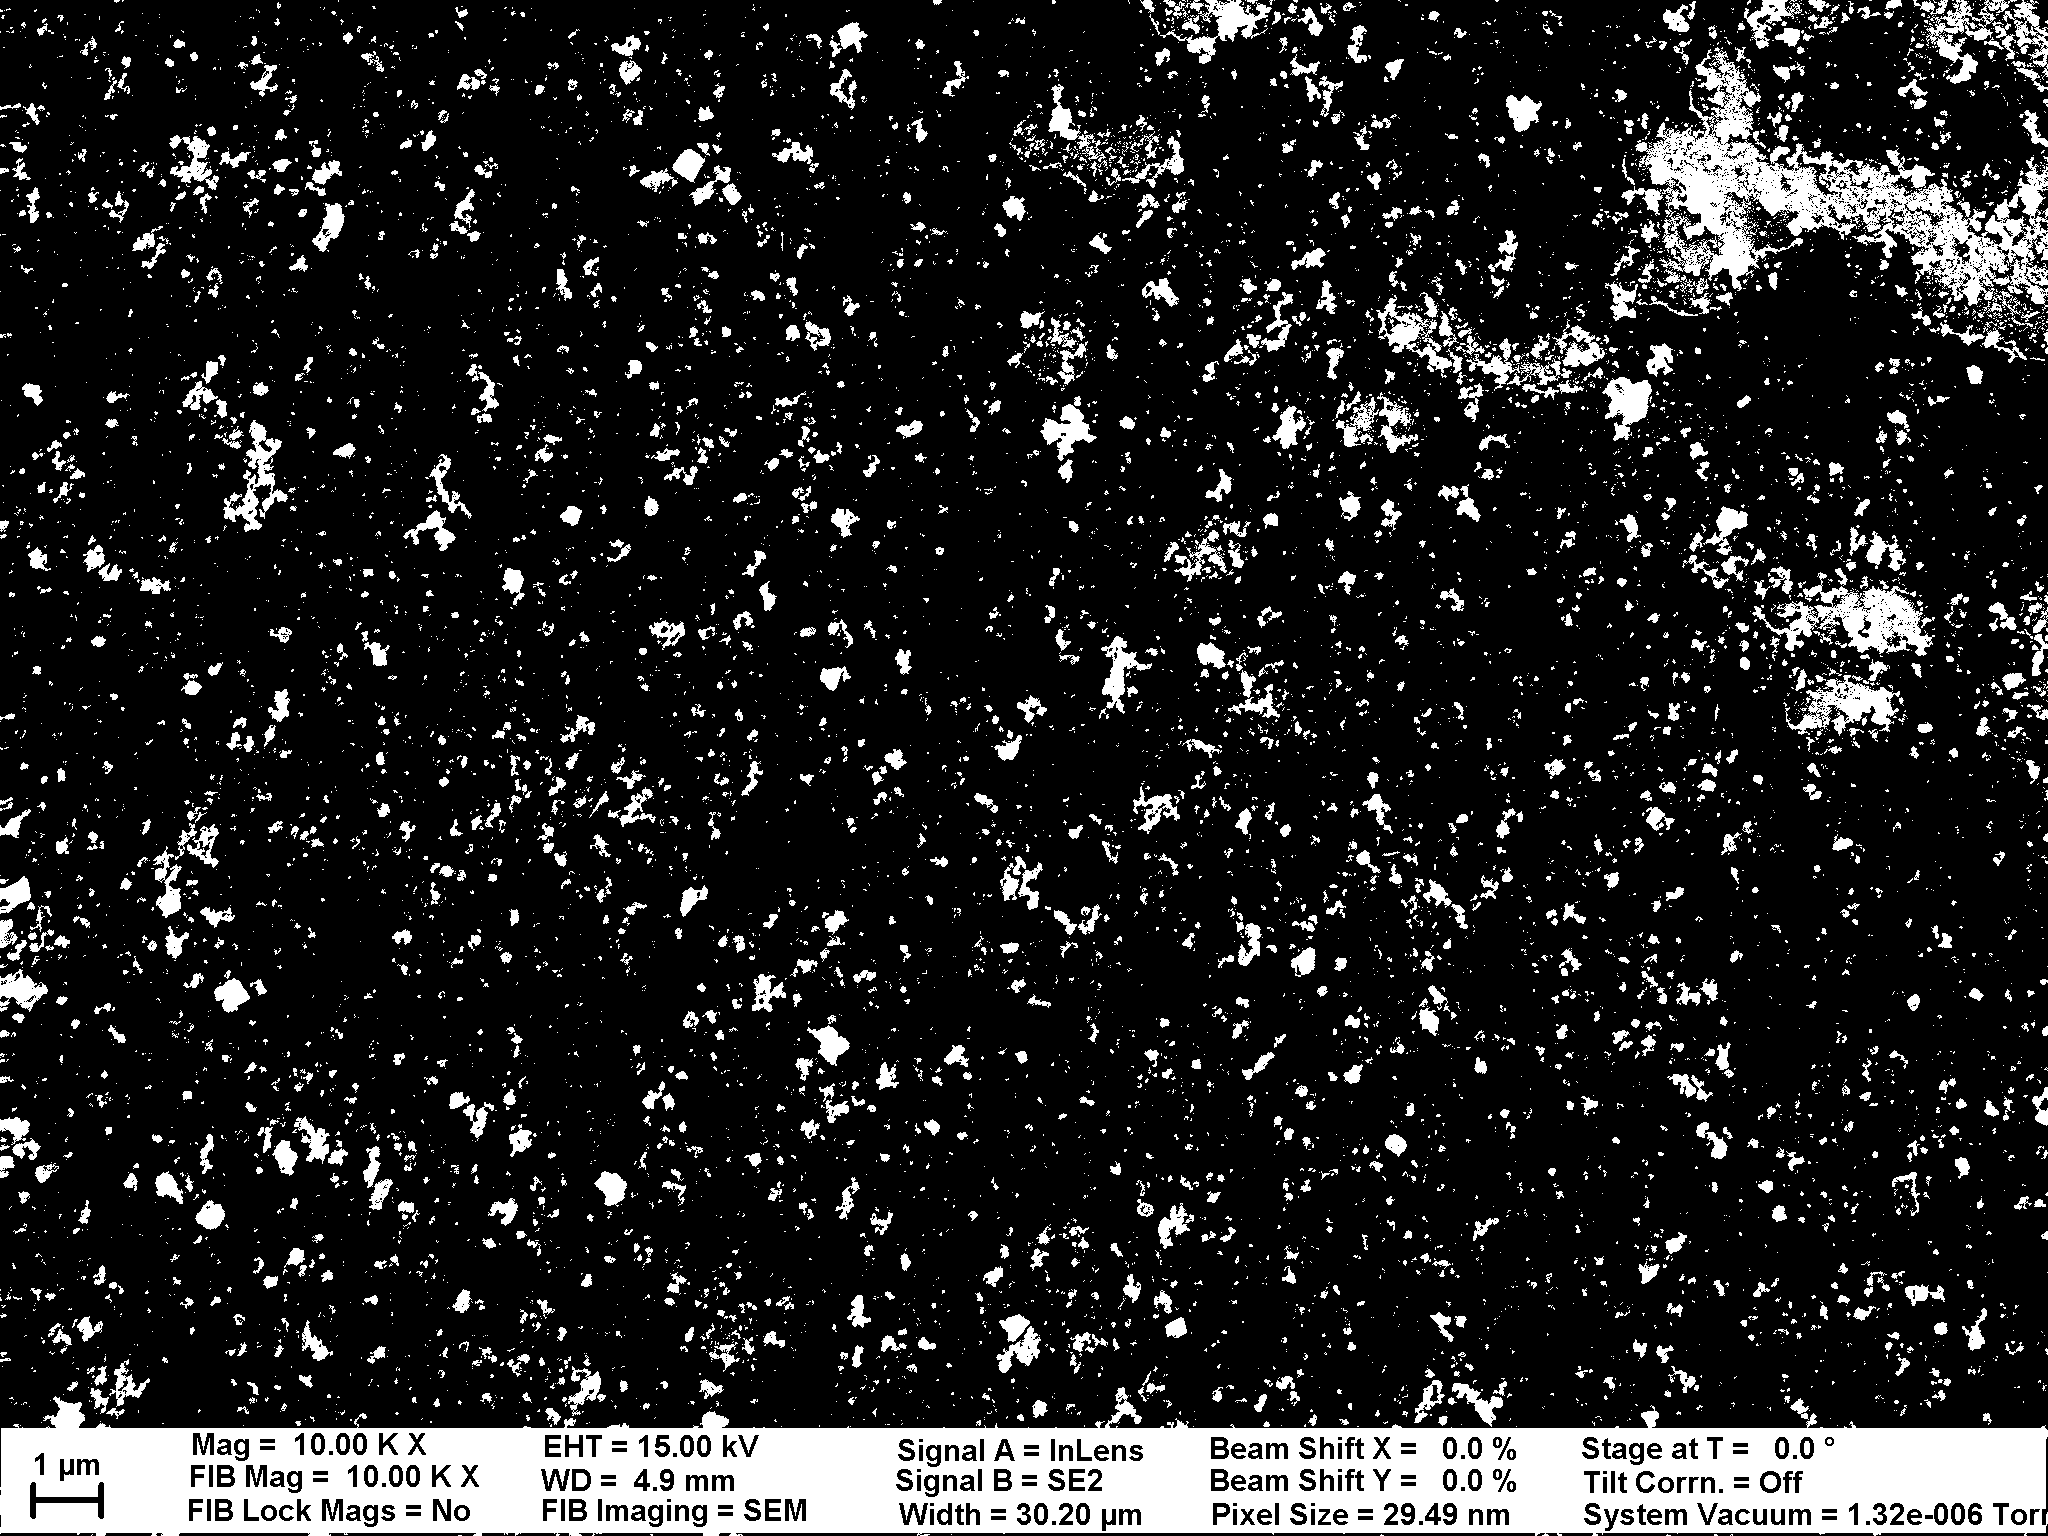 1 µm
Mag = 10.00 K X
FIB Mag = 10.00 K X
FIB Lock Mags = No
EHT = 15.00 kV
WD = 4.9 mm
FIB Imaging = SEM
Signal A = InLens
Signal B = SE2
Width = 30.20 µm
Beam Shift X = 0.0 %
Beam Shift Y = 0.0 %
Pixel Size = 29.49 nm
Stage at T = 0.0 °
Tilt Corrn. = Off
System Vacuum = 1.32e-006 Torr